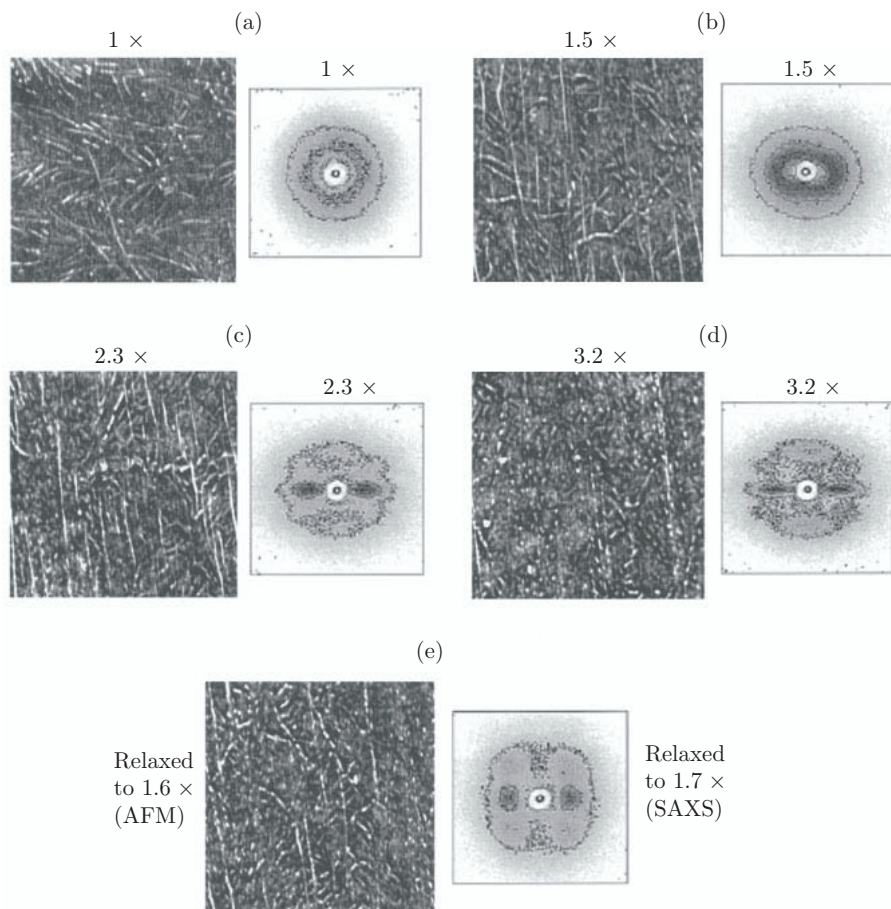 (a)
1 ×
1 ×
(b)
1.5 ×
1.5 ×
(c)
2.3 ×
2.3 ×
(d)
3.2 ×
3.2 ×
(e)
Relaxed
to 1.6 ×
(AFM)
Relaxed
to 1.7 ×
(SAXS)